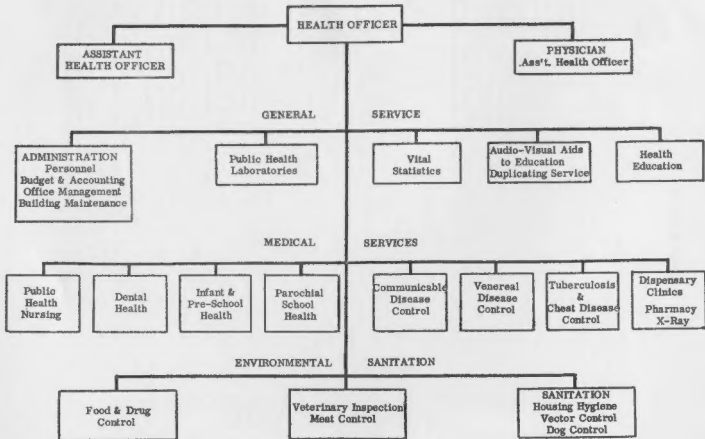 HEALTH OFFICER
ASSISTANT
HEALTH OFFICER
PHYSICIAN
Ass't. Health Officer
GENERAL SERVICE
ADMINISTRATION
Personnel
Budget & Accounting
Office Management
Building Maintenance
Public Health
Laboratories
Vital
Statistics
Audio-Visual Aids
to Education
Duplicating Service
Health
Education
MEDICAL SERVICES
Public
Health
Nursing
Dental
Health
Infant &
Pre-School
Health
Parochial
School
Health
Communicable
Disease
Control
Venereal
Disease
Control
Tuberculosis
&
Chest Disease
Control
Dispensary
Clinics
Pharmacy
X-Ray
ENVIRONMENTAL SANITATION
Food & Drug
Control
Veterinary Inspection
Meat Control
SANITATION
Housing Hygiene
Vector Control
Dog Control